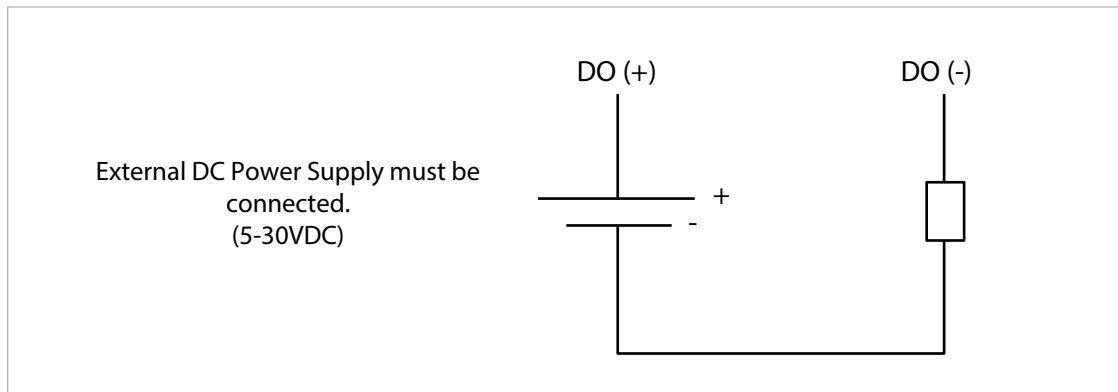 DO (+)
DO (-)
External DC Power Supply must be
connected.
(5-30VDC)
+
-